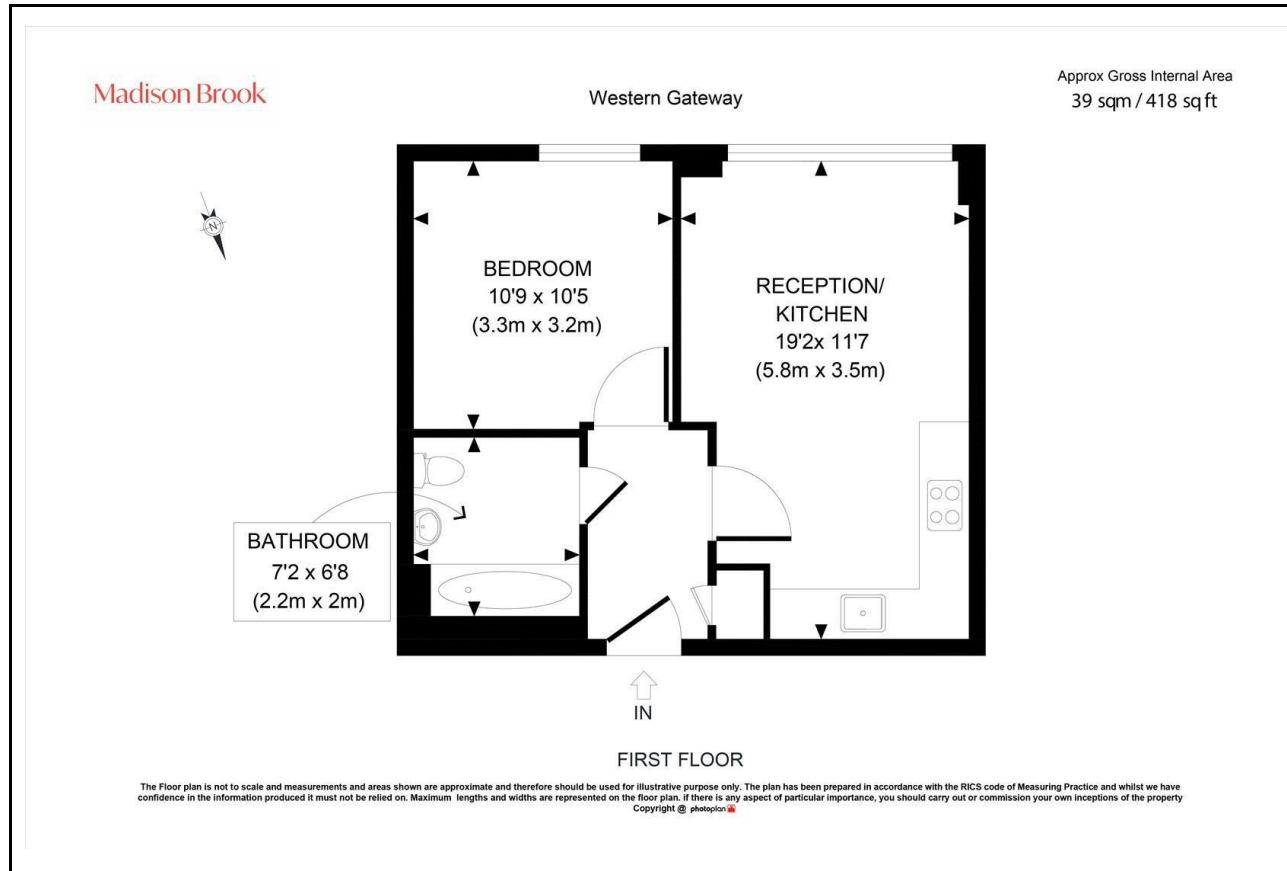 Madison Brook
Western Gateway
Approx Gross Internal Area
39 sqm / 418 sq ft
N
BEDROOM
10'9 x 10'5
(3.3m x 3.2m)
RECEPTION/
KITCHEN
19'2x 11'7
(5.8m x 3.5m)
BATHROOM
7'2 x 6'8
(2.2m x 2m)
IN
FIRST FLOOR
The Floor plan is not to scale and measurements and areas shown are approximate and therefore should be used for illustrative purpose only. The plan has been prepared in accordance with the RICS code of Measuring Practice and whilst we have
confidence in the information produced it must not be relied on. Maximum lengths and widths are represented on the floor plan. if there is any aspect of particular importance, you should carry out or commission your own inceptions of the property
Copyright @ photoplan